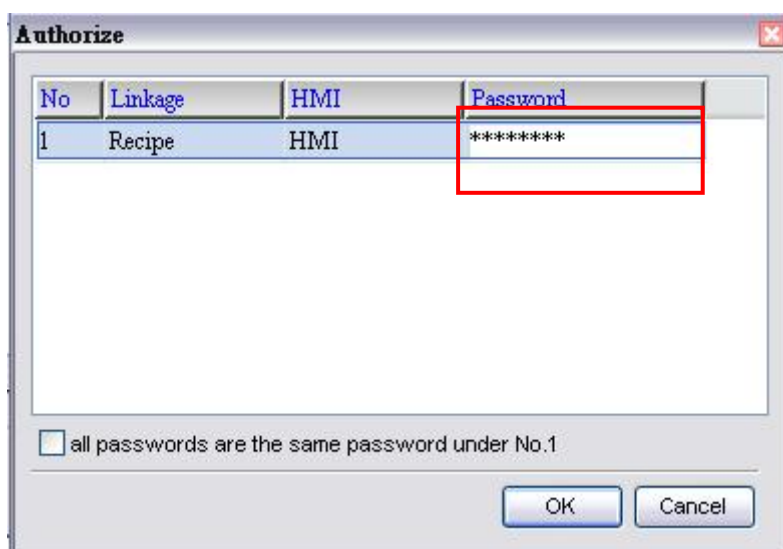 Authorize
No Linkage HMI Password
1 Recipe HMI ********
all passwords are the same password under No.1
OK Cancel